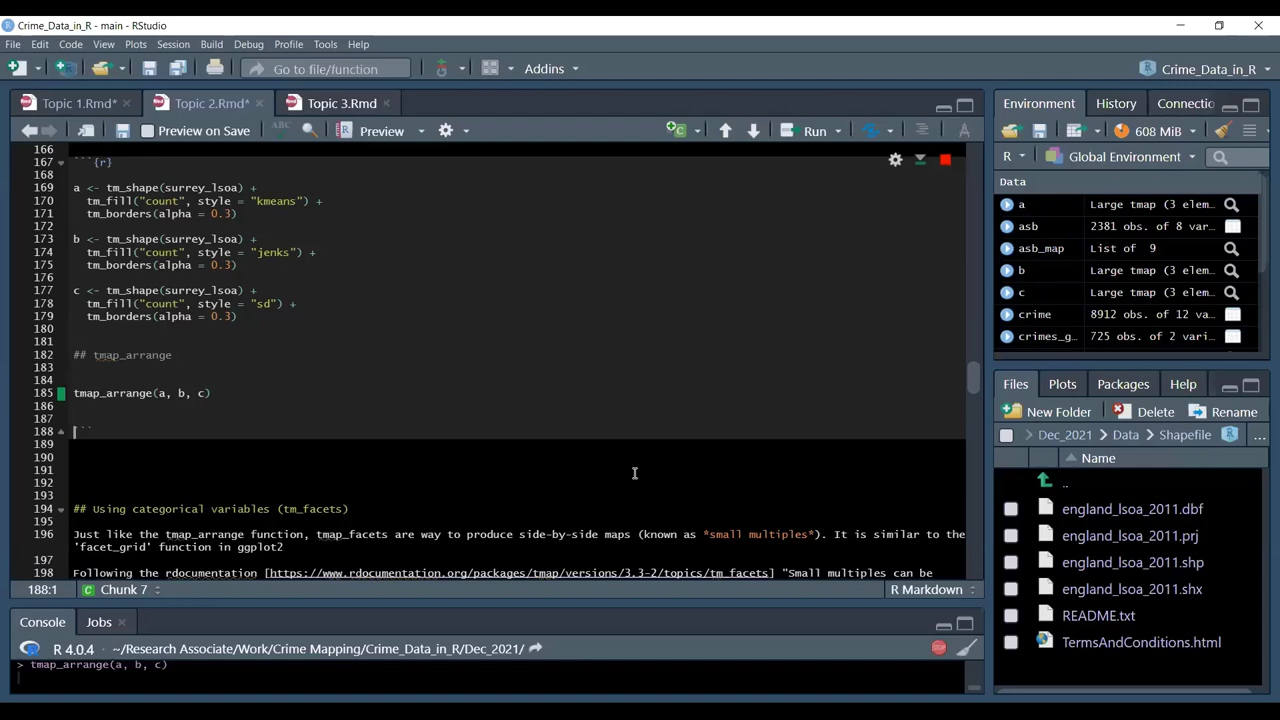 Crime_Data_in_R - main - RStudio
File Edit Code View Plots Session Build Debug Profile Tools Help
Go to file/function
Addins
Crime_Data_in_R
Topic 1.Rmd*
Topic 2.Rmd*
Topic 3.Rmd
Preview on Save
ABC
Preview
Run
166
167 ```{r}
168
169 a <- tm_shape(surrey_lsoa) +
170 tm_fill("count", style = "kmeans") +
171 tm_borders(alpha = 0.3)
172
173 b <- tm_shape(surrey_lsoa) +
174 tm_fill("count", style = "jenks") +
175 tm_borders(alpha = 0.3)
176
177 c <- tm_shape(surrey_lsoa) +
178 tm_fill("count", style = "sd") +
179 tm_borders(alpha = 0.3)
180
181
182 ## tmap_arrange
183
184
185 tmap_arrange(a, b, c)
186
187
188 ```
189
190
191
192
193
194 ## Using categorical variables (tm_facets)
195
196 Just like the tmap_arrange function, tmap_facets are way to produce side-by-side maps (known as *small multiples*). It is similar to the
'facet_grid' function in ggplot2
197
198 Following the rdocumentation [https://www.rdocumentation.org/packages/tmap/versions/3.3-2/topics/tm_facets] "Small multiples can be
188:1
C Chunk 7
R Markdown
Console
Jobs
R 4.0.4 · ~/Research Associate/Work/Crime Mapping/Crime_Data_in_R/Dec_2021/
> tmap_arrange(a, b, c)
Environment
History
Connectio
608 MiB
R
Global Environment
Data
a Large tmap (3 elem…
asb 2381 obs. of 8 var…
asb_map List of 9
b Large tmap (3 elem…
c Large tmap (3 elem…
crime 8912 obs. of 12 var…
crimes_g… 725 obs. of 2 vari…
Files
Plots
Packages
Help
New Folder
Delete
Rename
Dec_2021 Data Shapefile
...
Name
..
england_lsoa_2011.dbf
england_lsoa_2011.prj
england_lsoa_2011.shp
england_lsoa_2011.shx
README.txt
TermsAndConditions.html